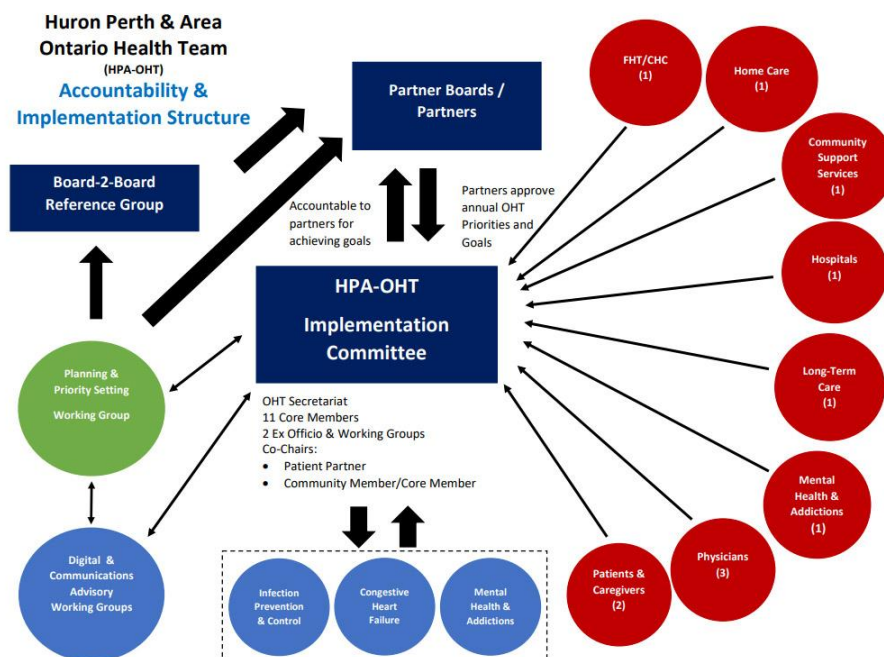 Huron Perth & Area
Ontario Health Team
(HPA-OHT)
Accountability &
Implementation Structure
Partner Boards /
Partners
Board-2-Board
Reference Group
Accountable to
partners for
achieving goals
Partners approve
annual OHT
Priorities and
Goals
HPA-OHT
Implementation
Committee
Planning &
Priority Setting
Working Group
OHT Secretariat
11 Core Members
2 Ex Officio & Working Groups
Co-Chairs:
• Patient Partner
• Community Member/Core Member
Digital &
Communications
Advisory
Working Groups
Infection
Prevention
& Control
Congestive
Heart
Failure
Mental
Health &
Addictions
FHT/CHC
(1)
Home Care
(1)
Community
Support
Services
(1)
Hospitals
(1)
Long-Term
Care
(1)
Mental
Health &
Addictions
(1)
Physicians
(3)
Patients &
Caregivers
(2)